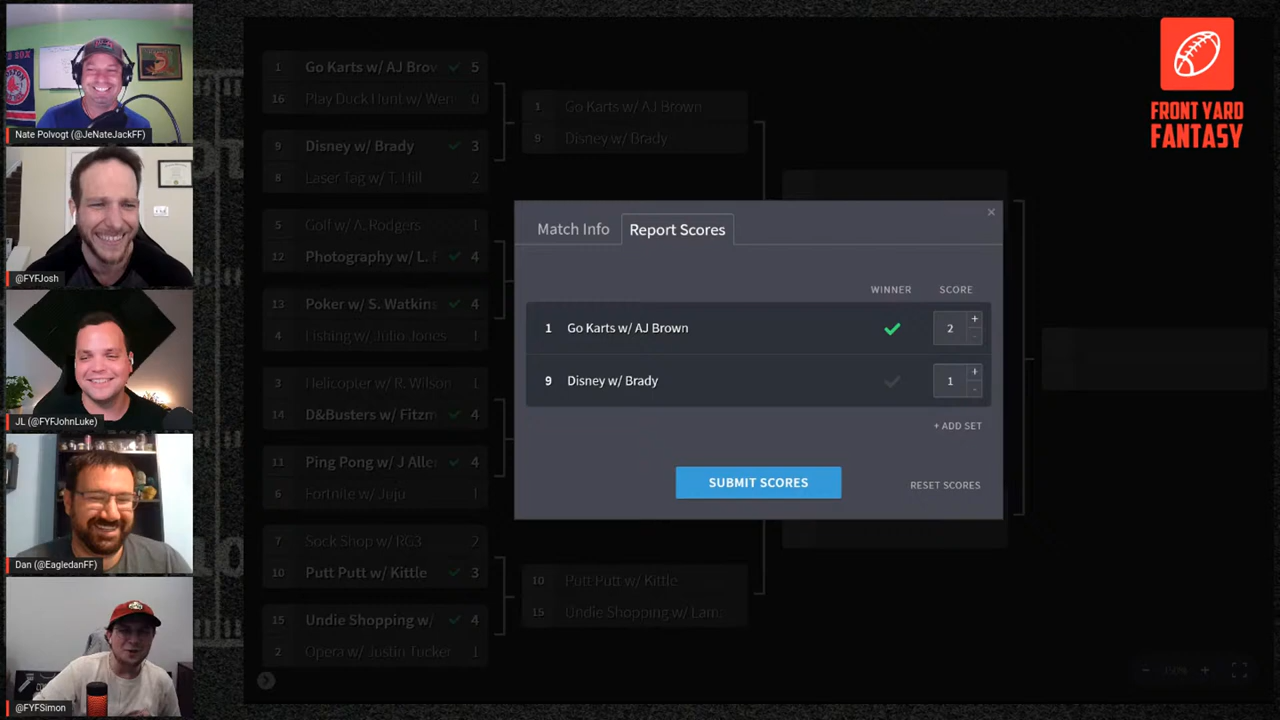 Nate Polvogt (@JeNateJackFF)
@FYFJosh
JL (@FYFJohnLuke)
Dan (@EagledanFF)
@FYFSimon
1 Go Karts w/ AJ Brov 5
16 Play Duck Hunt w/ Wen 0
9 Disney w/ Brady 3
8 Laser Tag w/ T. Hill 2
5 Golf w/ A. Rodgers 1
12 Photography w/ L. F 4
13 Poker w/ S. Watkins 4
4 Fishing w/ Julio Jones 1
3 Helicopter w/ R. Wilson 1
14 D&Busters w/ Fitzm 4
11 Ping Pong w/ J Alle 4
6 Fortnite w/ Juju 1
7 Sock Shop w/ RG3 2
10 Putt Putt w/ Kittle 3
15 Undie Shopping w/ 4
2 Opera w/ Justin Tucker 1
1 Go Karts w/ AJ Brown
9 Disney w/ Brady
10 Putt Putt w/ Kittle
15 Undie Shopping w/ Lam
Match Info
Report Scores
×
WINNER SCORE
1 Go Karts w/ AJ Brown 2
9 Disney w/ Brady 1
+ ADD SET
SUBMIT SCORES
RESET SCORES
FRONT YARD
FANTASY
− 150% +